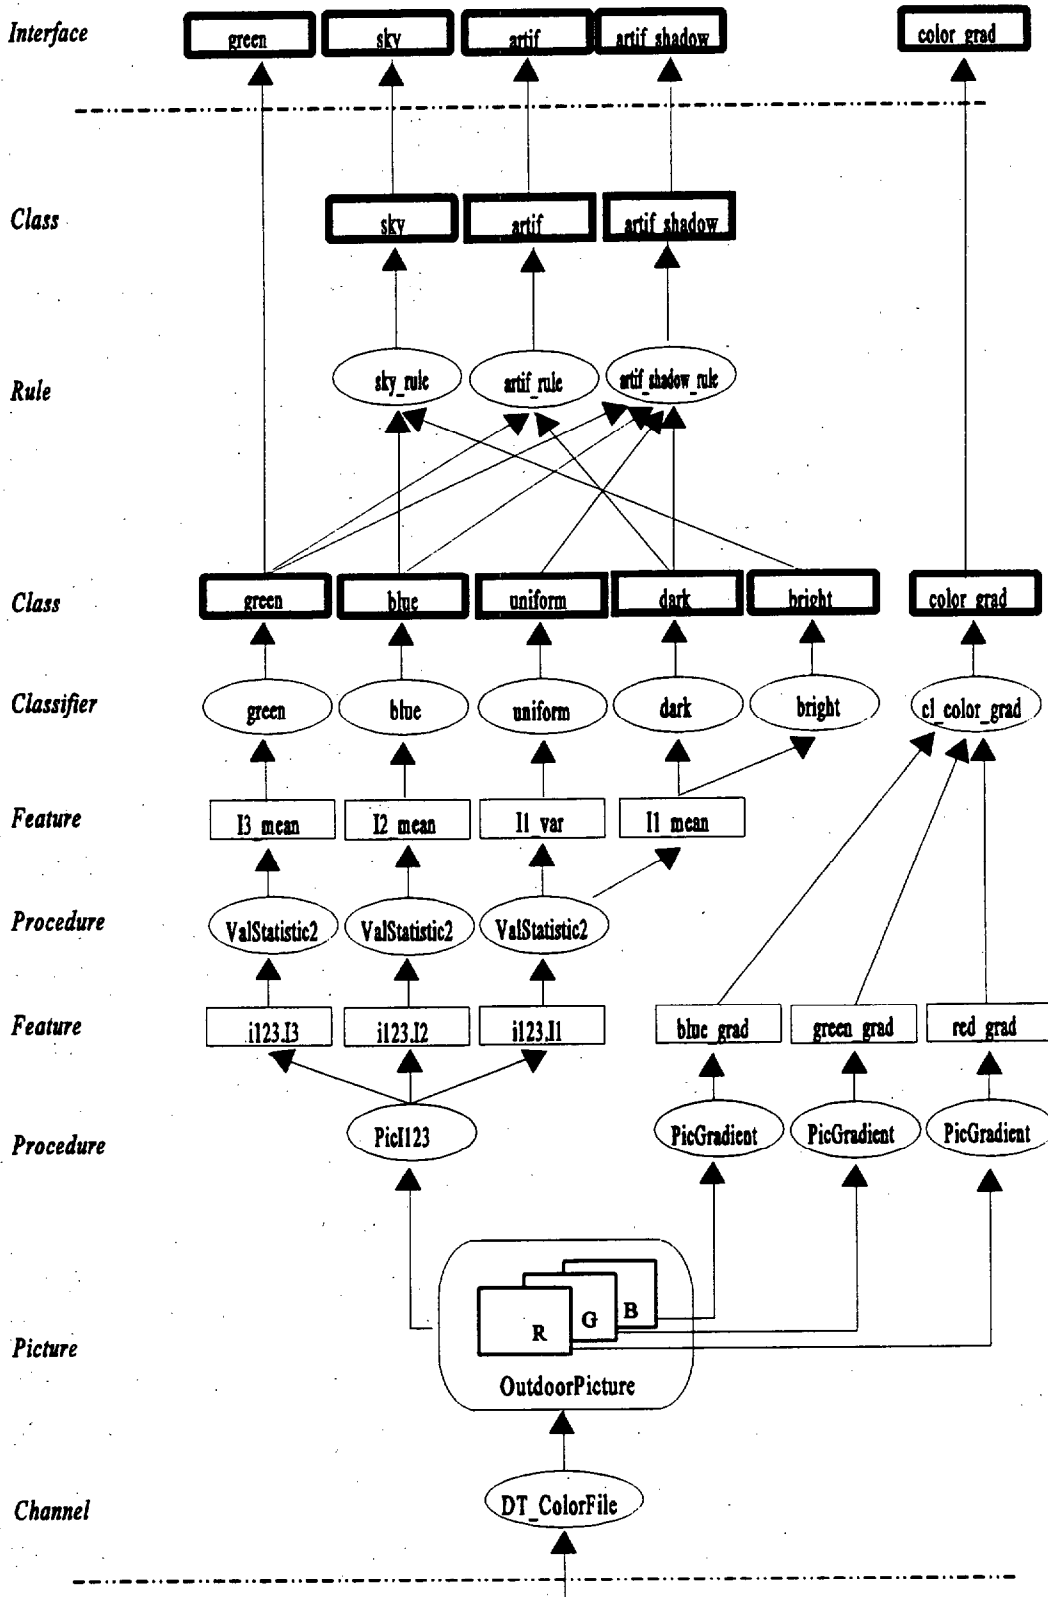 Interface green sky artif artif_shadow color_grad
Class sky artif artif_shadow
Rule sky_rule artif_rule artif_shadow_rule
Class green blue uniform dark bright color_grad
Classifier green blue uniform dark bright cl_color_grad
Feature I3_mean I2_mean I1_var I1_mean
Procedure ValStatistic2 ValStatistic2 ValStatistic2
Feature i123.I3 i123.I2 i123.I1 blue_grad green_grad red_grad
Procedure PicI123 PicGradient PicGradient PicGradient
B
G
R
Picture
OutdoorPicture
Channel DT_ColorFile